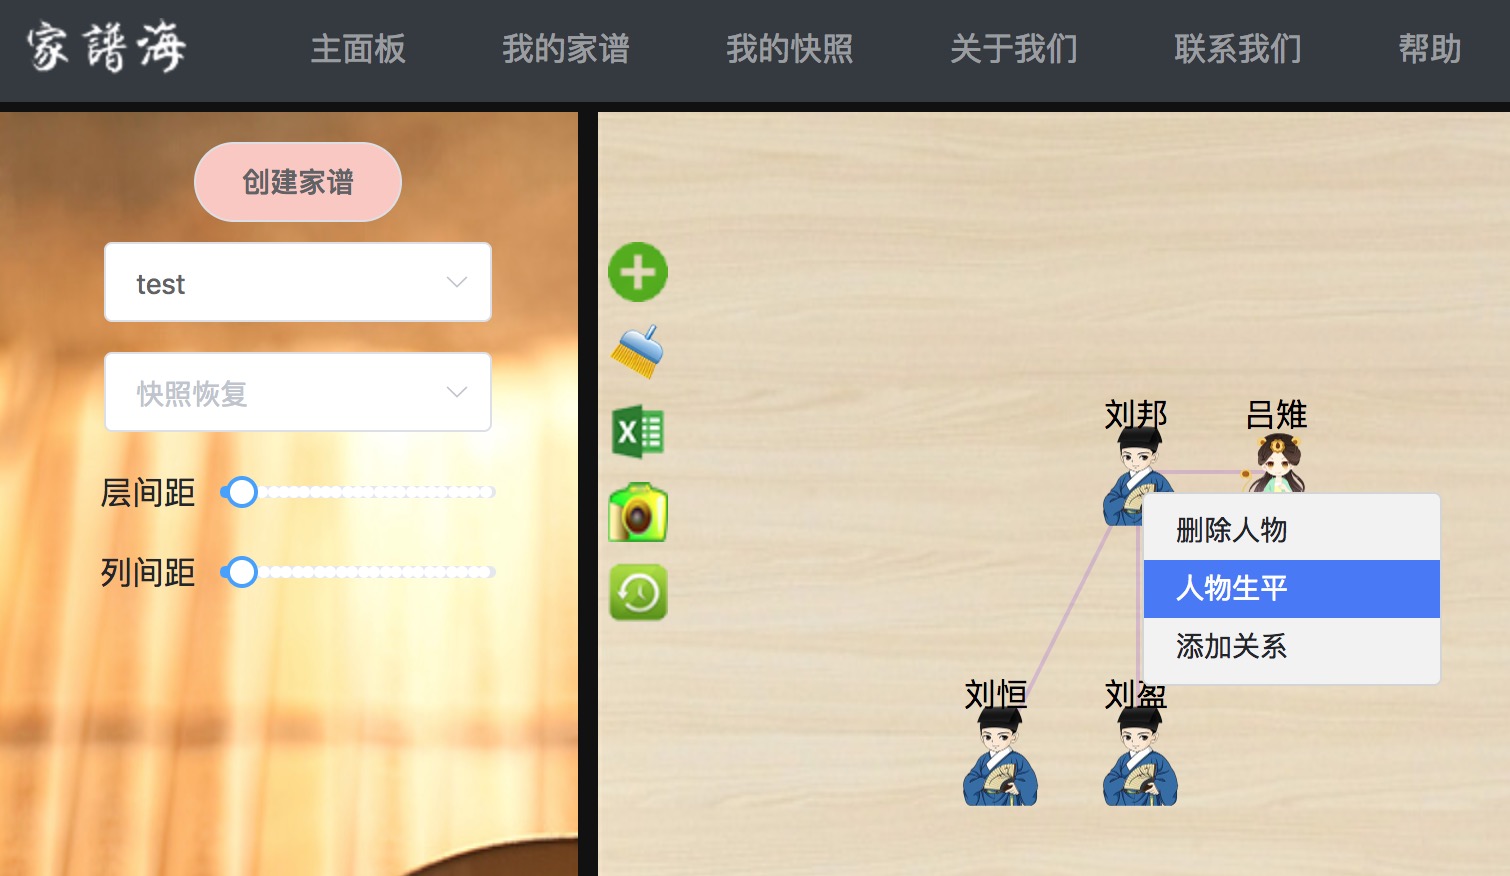 家譜海 主面板 我的家谱 我的快照 关于我们 联系我们 帮助
创建家谱
test
快照恢复
层间距
列间距
X
刘邦 吕雉
删除人物
人物生平
添加关系
刘恒 刘盈